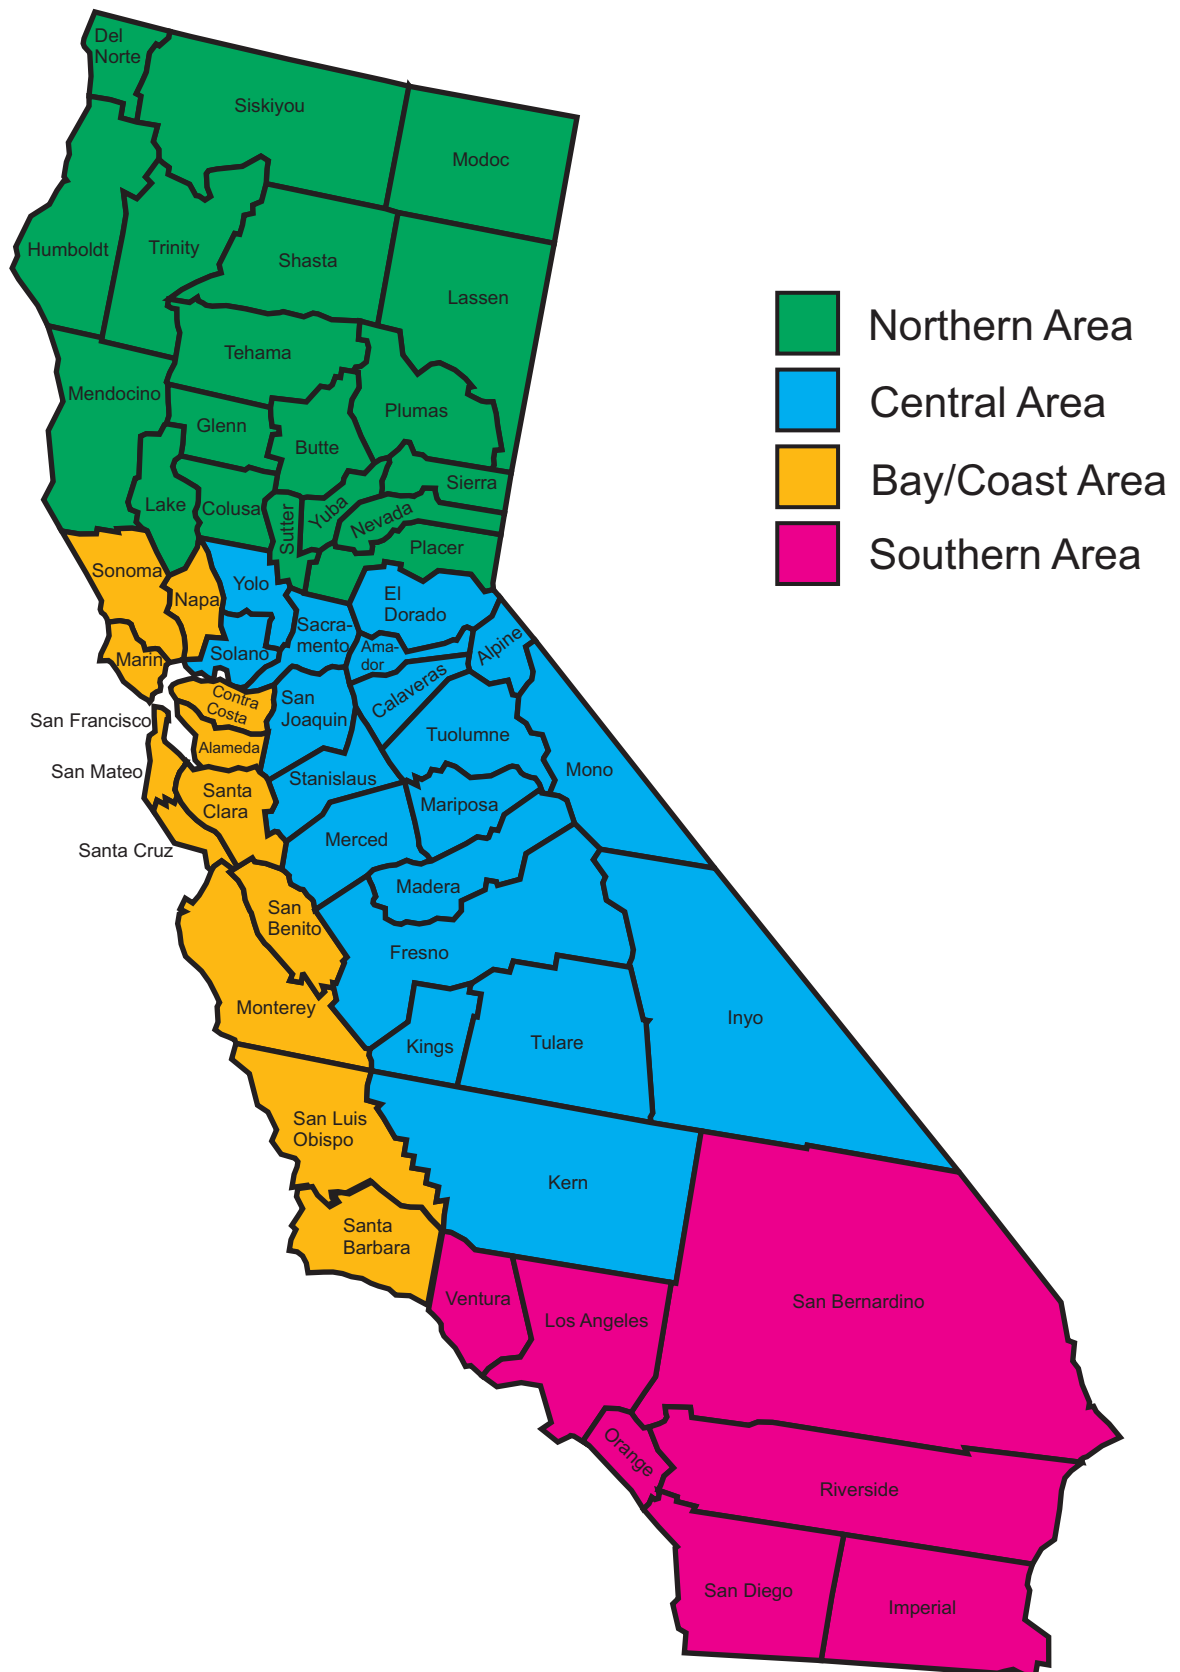 Del
Norte
Siskiyou
Modoc
Humboldt
Trinity
Shasta
Lassen
Northern Area
Tehama
Mendocino
Central Area
Plumas
Glenn
Butte
Bay/Coast Area
Sierra
Lake
Colusa
Sutter
Yuba
Nevada
Placer
Southern Area
Sonoma
Yolo
Napa
El
Dorado
Sacra-
mento
Solano
Marin
Ama-
dor
Alpine
Calaveras
Contra
Costa
San
Joaquin
San Francisco
Tuolumne
Alameda
San Mateo
Mono
Stanislaus
Santa
Clara
Mariposa
Merced
Santa Cruz
Madera
San
Benito
Fresno
Monterey
Inyo
Kings
Tulare
San Luis
Obispo
Kern
Santa
Barbara
Ventura
San Bernardino
Los Angeles
Orange
Riverside
San Diego
Imperial